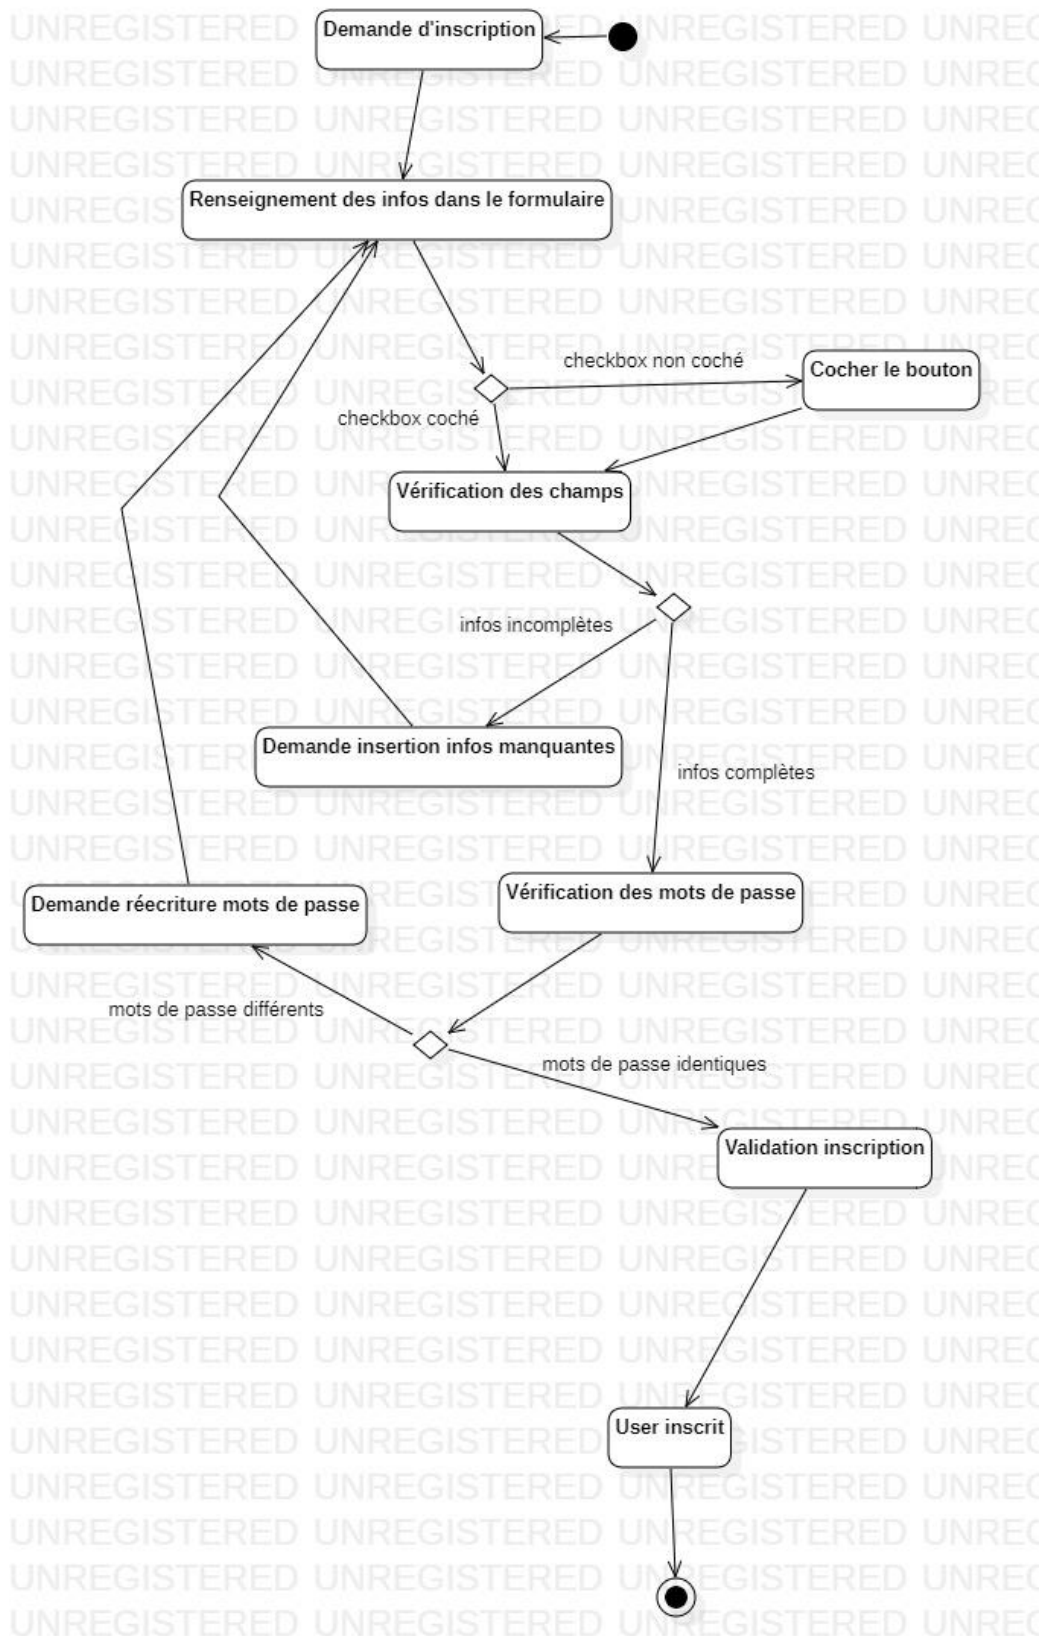 Demande d'inscription
Renseignement des infos dans le formulaire
checkbox non coché
Cocher le bouton
checkbox coché
Vérification des champs
infos incomplètes
Demande insertion infos manquantes
infos complètes
Vérification des mots de passe
Demande réecriture mots de passe
mots de passe différents
mots de passe identiques
Validation inscription
User inscrit
UNREGISTERED